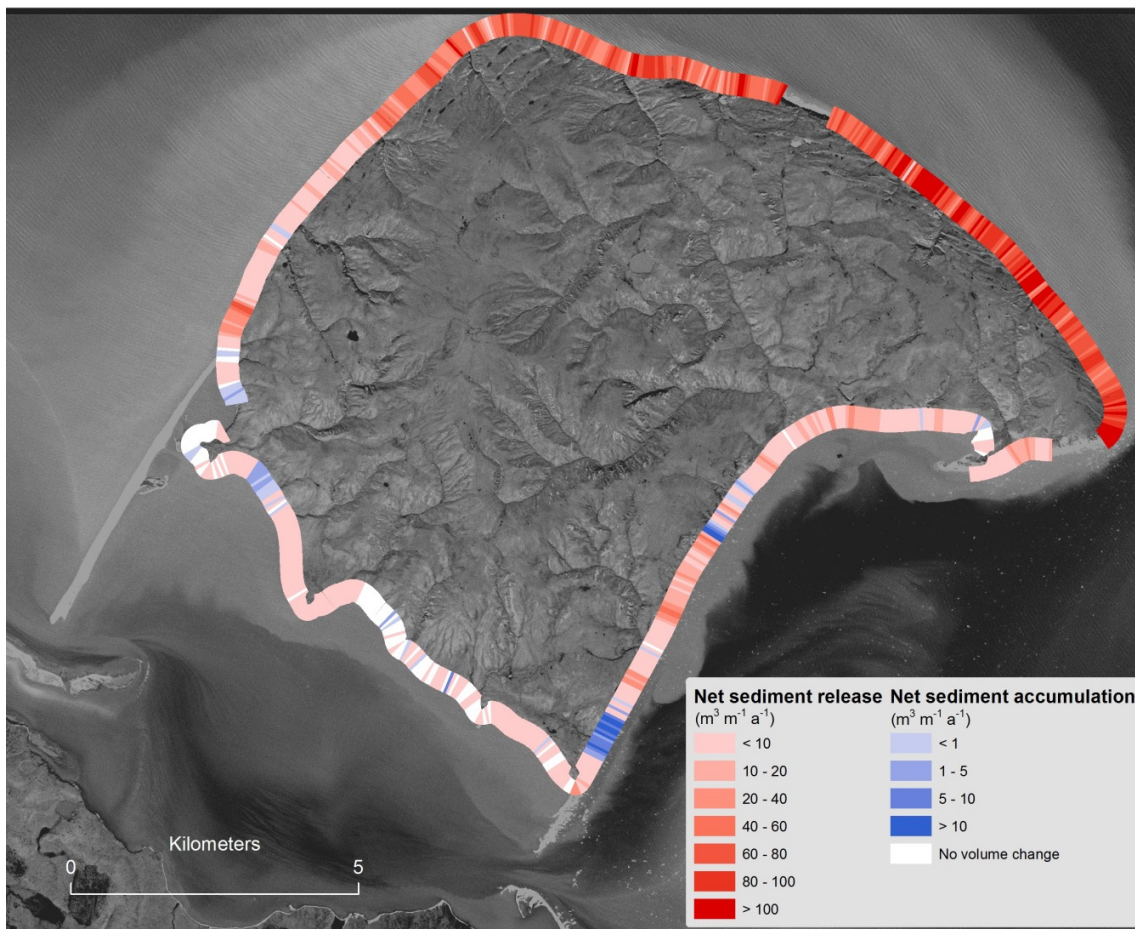 Net sediment release
(m³ m⁻¹ a⁻¹)
< 10
10 - 20
20 - 40
40 - 60
60 - 80
80 - 100
> 100
Net sediment accumulation
(m³ m⁻¹ a⁻¹)
< 1
1 - 5
5 - 10
> 10
No volume change
Kilometers
0 5